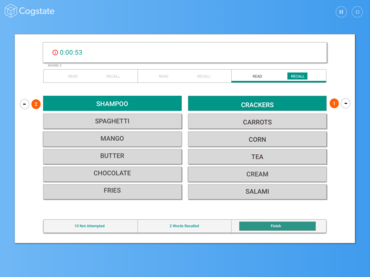 Cogstate
0:00:53
READ RECALL READ RECALL READ RECALL
2 SHAMPOO CRACKERS 1
SPAGHETTI CARROTS
MANGO CORN
BUTTER TEA
CHOCOLATE CREAM
FRIES SALAMI
10 Not Attempted 2 Words Recalled Finish